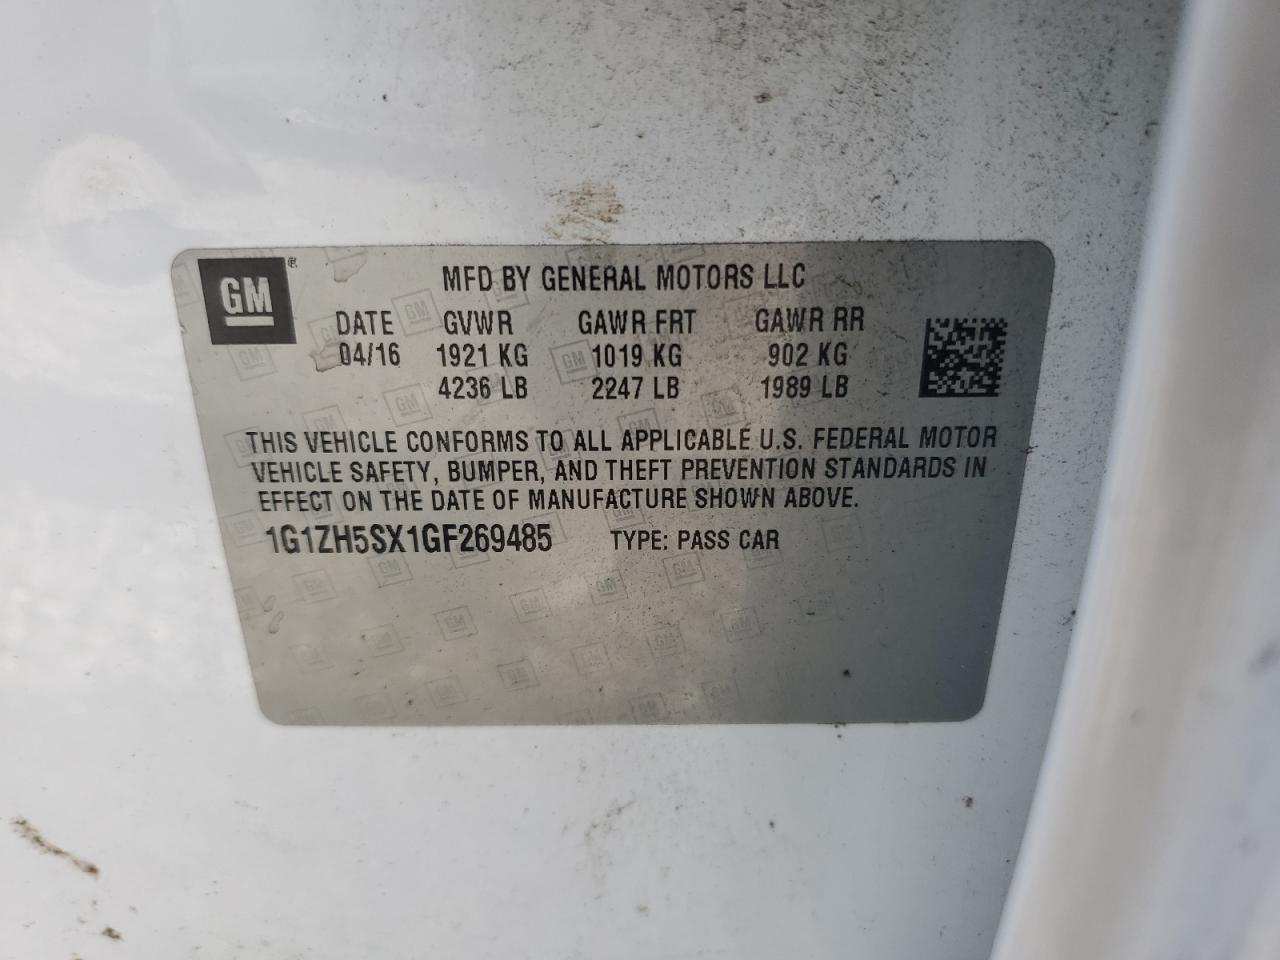 GM ®
MFD BY GENERAL MOTORS LLC
DATE GVWR GAWR FRT GAWR RR
04/16 1921 KG 1019 KG 902 KG
4236 LB 2247 LB 1989 LB
THIS VEHICLE CONFORMS TO ALL APPLICABLE U.S. FEDERAL MOTOR
VEHICLE SAFETY, BUMPER, AND THEFT PREVENTION STANDARDS IN
EFFECT ON THE DATE OF MANUFACTURE SHOWN ABOVE.
1G1ZH5SX1GF269485 TYPE: PASS CAR